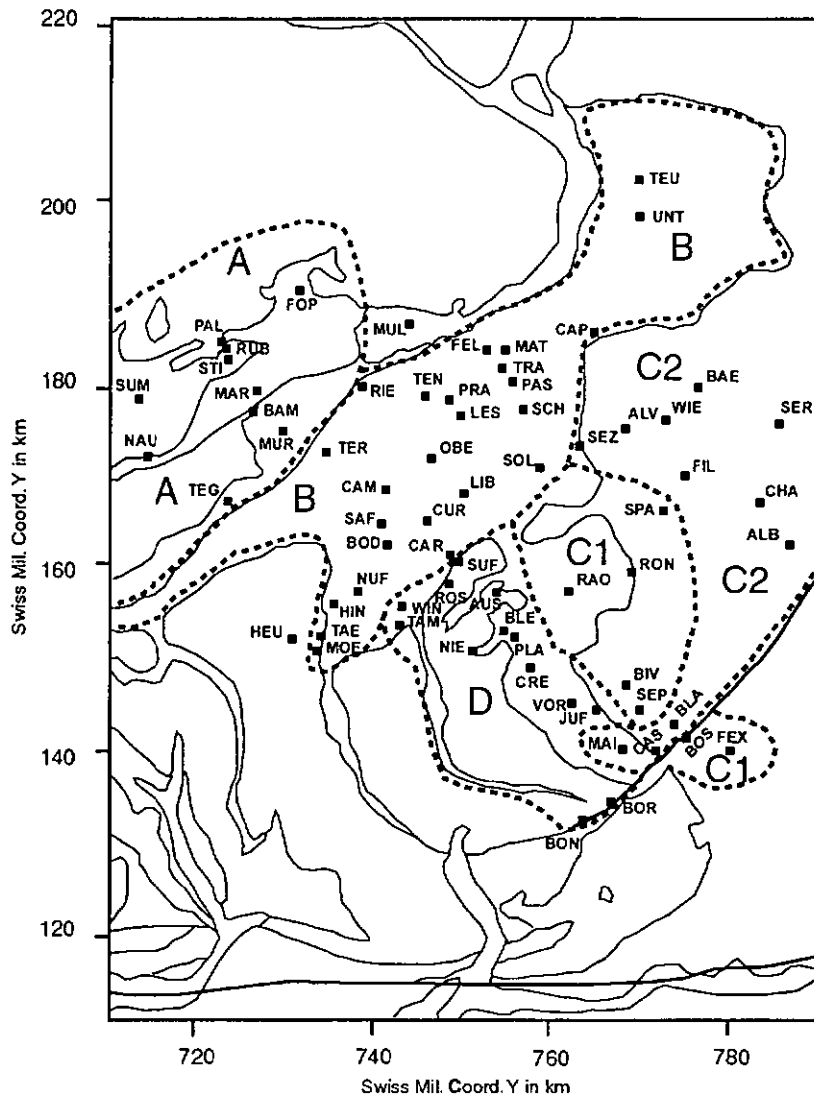 220
200
TEU
UNT
A
B
FOP
PAL
RUB
MUL
CAP
STI
FEL
MAT
C2
SUM
MAR
RIE
TEN
PRA
TRA
PAS
BAE
180
BAM
LES
SCH
ALV
WIE
SER
MUR
NAU
TER
OBE
SEZ
A
TEG
B
CAM
LIB
SOL
FIL
SPA
CHA
SAF
CUR
C1
ALB
BOD
CAR
SUF
RON
C2
160
NUF
ROS
AUS
RAO
HIN
WIN
BLE
HEU
TAE
TAM
MOE
NIE
PLA
CRE
BIV
D
VOR
SEP
BLA
JUF
MAI
CAS
BOS
FEX
140
C1
BOR
BON
120
Swiss Mil. Coord. Y in km
720
740
760
780
Swiss Mil. Coord. Y in km